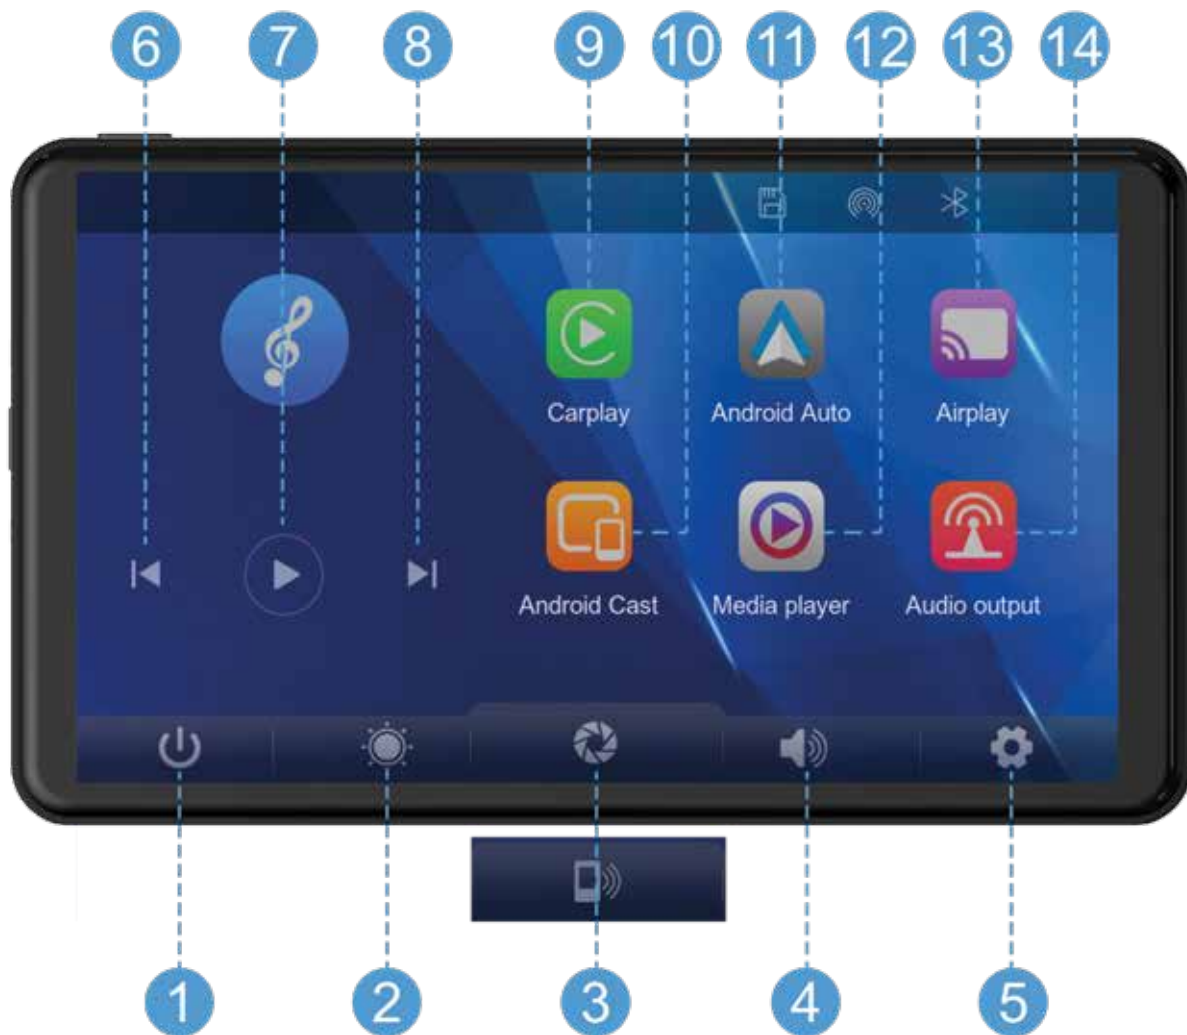 6 7 8 9 10 11 12 13 14
Carplay Android Auto Airplay
Android Cast Media player Audio output
1 2 3 4 5